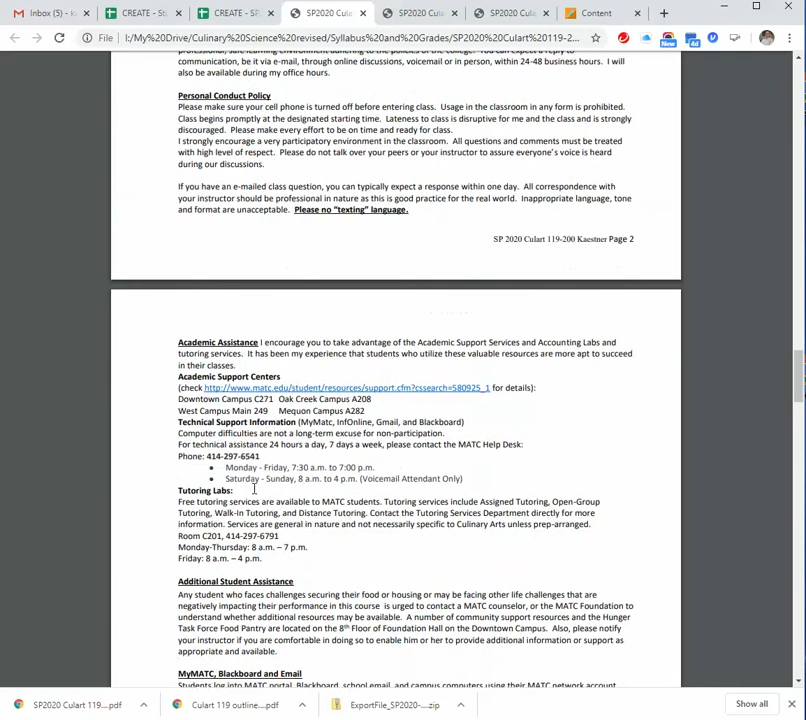 Inbox (5) - k
CREATE - St
CREATE - SP
SP2020 Cul
SP2020 Cul
SP2020 Cul
Content
File
I:/My%20Drive/Culinary%20Science%20revised/Syllabus%20and%20Grades/SP2020%20Culart%20119-2...
New
4d
professional, safe learning environment adhering to the policies of the college. You can expect a reply to
communication, be it via e-mail, through online discussions, voicemail or in person, within 24-48 business hours. I will
also be available during my office hours.
Personal Conduct Policy
Please make sure your cell phone is turned off before entering class. Usage in the classroom in any form is prohibited.
Class begins promptly at the designated starting time. Lateness to class is disruptive for me and the class and is strongly
discouraged. Please make every effort to be on time and ready for class.
I strongly encourage a very participatory environment in the classroom. All questions and comments must be treated
with high level of respect. Please do not talk over your peers or your instructor to assure everyone's voice is heard
during our discussions.
If you have an e-mailed class question, you can typically expect a response within one day. All correspondence with
your instructor should be professional in nature as this is good practice for the real world. Inappropriate language, tone
and format are unacceptable. Please no "texting" language.
SP 2020 Culart 119-200 Kaestner Page 2
Academic Assistance I encourage you to take advantage of the Academic Support Services and Accounting Labs and
tutoring services. It has been my experience that students who utilize these valuable resources are more apt to succeed
in their classes.
Academic Support Centers
(check http://www.matc.edu/student/resources/support.cfm?cssearch=580925_1 for details):
Downtown Campus C271 Oak Creek Campus A208
West Campus Main 249 Mequon Campus A282
Technical Support Information (MyMatc, InfOnline, Gmail, and Blackboard)
Computer difficulties are not a long-term excuse for non-participation.
For technical assistance 24 hours a day, 7 days a week, please contact the MATC Help Desk:
Phone: 414-297-6541
• Monday - Friday, 7:30 a.m. to 7:00 p.m.
• Saturday - Sunday, 8 a.m. to 4 p.m. (Voicemail Attendant Only)
Tutoring Labs:
Free tutoring services are available to MATC students. Tutoring services include Assigned Tutoring, Open-Group
Tutoring, Walk-In Tutoring, and Distance Tutoring. Contact the Tutoring Services Department directly for more
information. Services are general in nature and not necessarily specific to Culinary Arts unless prep-arranged.
Room C201, 414-297-6791
Monday-Thursday: 8 a.m. – 7 p.m.
Friday: 8 a.m. – 4 p.m.
Additional Student Assistance
Any student who faces challenges securing their food or housing or may be facing other life challenges that are
negatively impacting their performance in this course is urged to contact a MATC counselor, or the MATC Foundation to
understand whether additional resources may be available. A number of community support resources and the Hunger
Task Force Food Pantry are located on the 8th Floor of Foundation Hall on the Downtown Campus. Also, please notify
your instructor if you are comfortable in doing so to enable him or her to provide additional information or support as
appropriate and available.
MyMATC, Blackboard and Email
Students log into MATC portal, Blackboard, school email, and campus computers using their MATC network account
SP2020 Culart 119....pdf
Culart 119 outline....pdf
ExportFile_SP2020-....zip
Show all